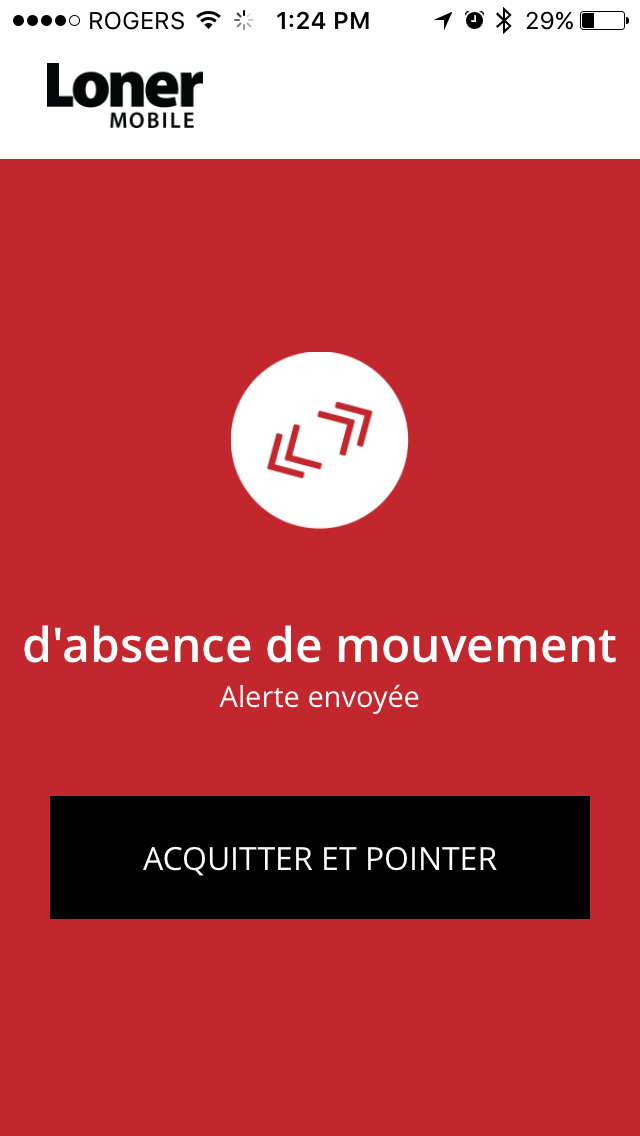 ROGERS 1:24 PM 29%
Loner
MOBILE
d'absence de mouvement
Alerte envoyée
ACQUITTER ET POINTER